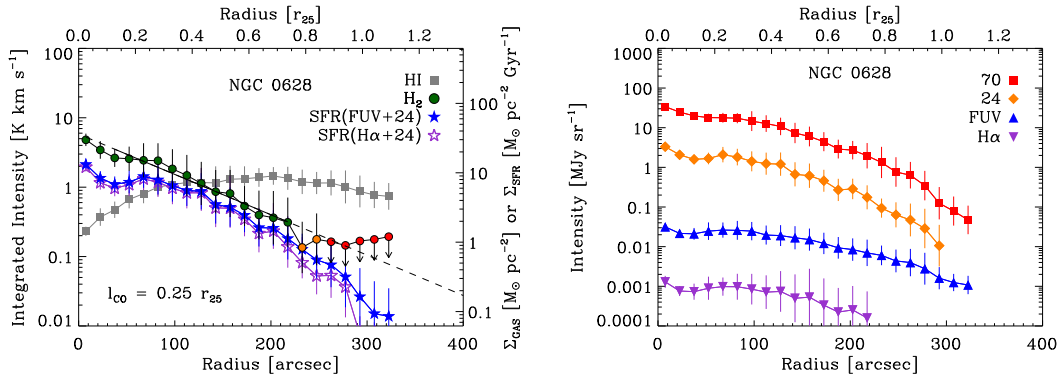 Radius [r25]
0.0 0.2 0.4 0.6 0.8 1.0
100
10
1
0.1
0.01
Integrated Intensity [K km s−1]
NGC 0628
HI
H2
SFR(FUV+24)
SFR(Hα+24)
lCO = 0.25 r25
100
10
1
0.1
ΣGAS [M⊙ pc−2] or ΣSFR [M⊙ pc−2 Gyr−1]
0 100 200 300 400
Radius [arcsec]
Radius [r25]
0.0 0.2 0.4 0.6 0.8 1.0 1.2
1000
100
10
1
0.1
0.01
0.001
0.0001
Intensity [MJy sr−1]
NGC 0628
70
24
FUV
Hα
0 100 200 300 400
Radius [arcsec]